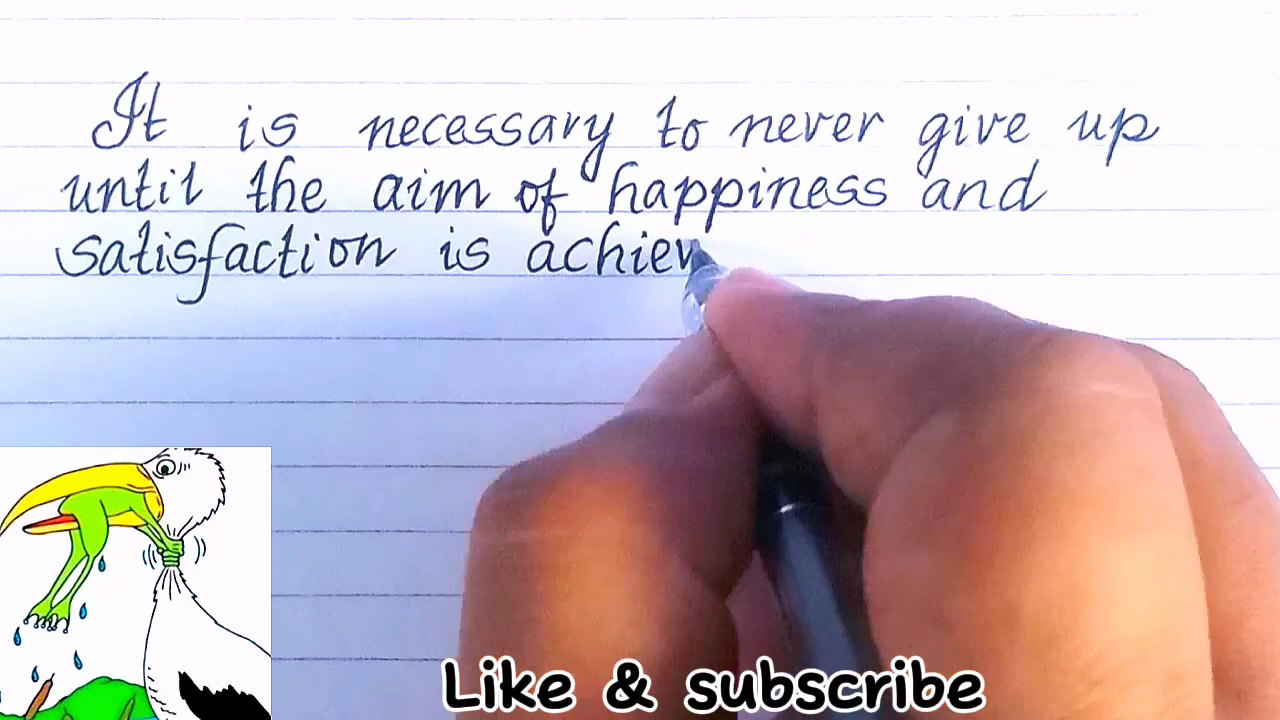 It is necessary to never give up
until the aim of happiness and
satisfaction is achiev
Like & subscribe